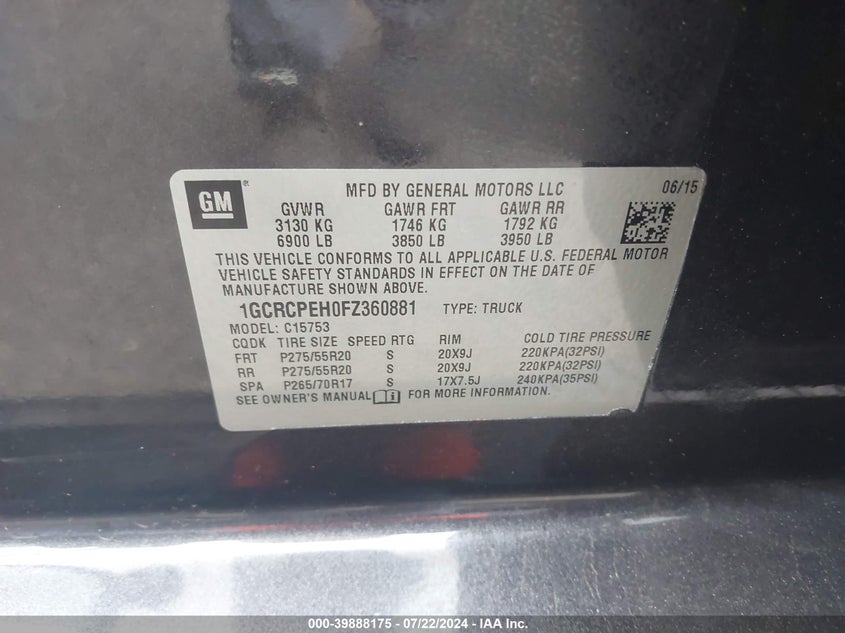 GM
MFD BY GENERAL MOTORS LLC 06/15
GVWR GAWR FRT GAWR RR
3130 KG 1746 KG 1792 KG
6900 LB 3850 LB 3950 LB
THIS VEHICLE CONFORMS TO ALL APPLICABLE U.S. FEDERAL MOTOR
VEHICLE SAFETY STANDARDS IN EFFECT ON THE DATE OF
MANUFACTURE SHOWN ABOVE.
1GCRCPEH0FZ360881 TYPE: TRUCK
MODEL: C15753
CQDK TIRE SIZE SPEED RTG RIM COLD TIRE PRESSURE
FRT P275/55R20 S 20X9J 220KPA(32PSI)
RR P275/55R20 S 20X9J 220KPA(32PSI)
SPA P265/70R17 S 17X7.5J 240KPA(35PSI)
SEE OWNER'S MANUAL FOR MORE INFORMATION.
000-39888175 - 07/22/2024 - IAA Inc.